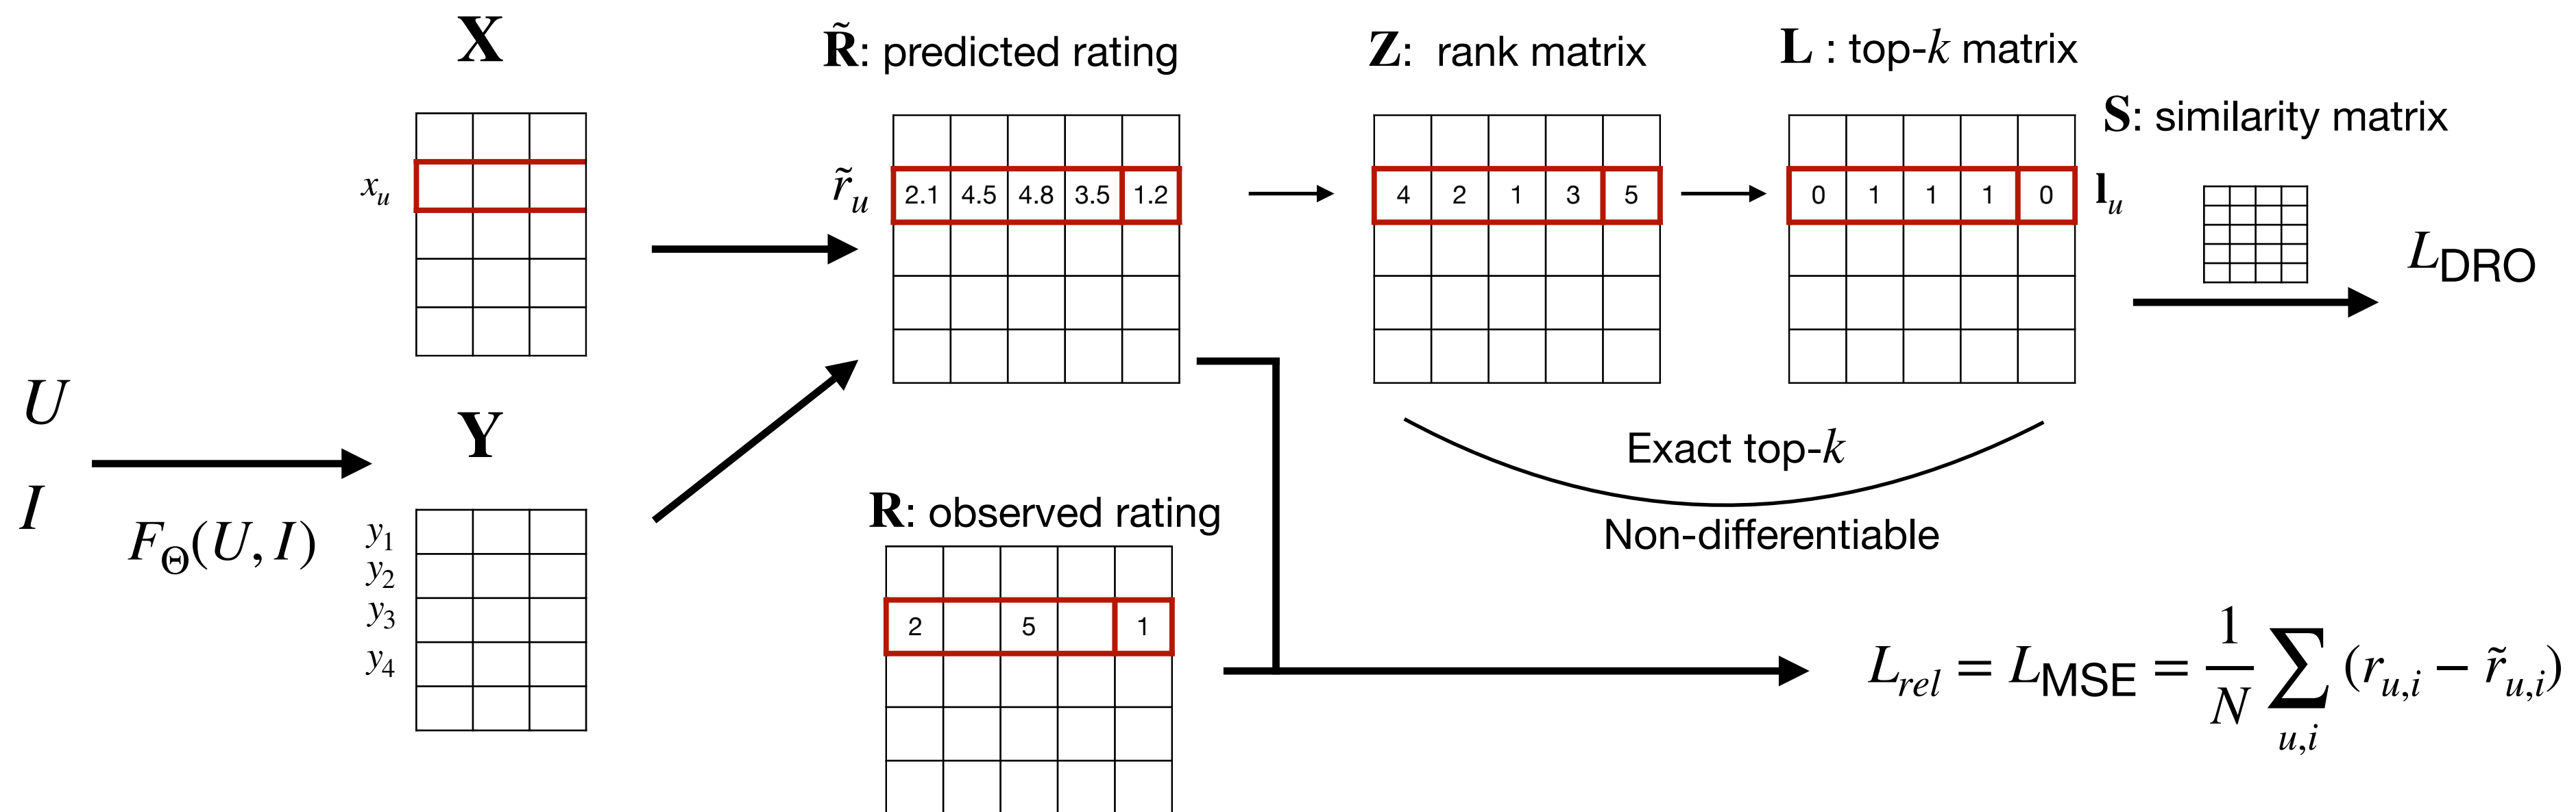 X
R̃: predicted rating
Z: rank matrix
L : top-k matrix
S: similarity matrix
x_u
r̃_u
2.1 4.5 4.8 3.5 1.2
4 2 1 3 5
0 1 1 1 0
l_u
L_DRO
U
I
F_Θ(U, I)
Y
y_1
y_2
y_3
y_4
Exact top-k
Non-differentiable
R: observed rating
2 5 1
L_rel = L_MSE = 1/N ∑_{u,i} (r_{u,i} − r̃_{u,i})